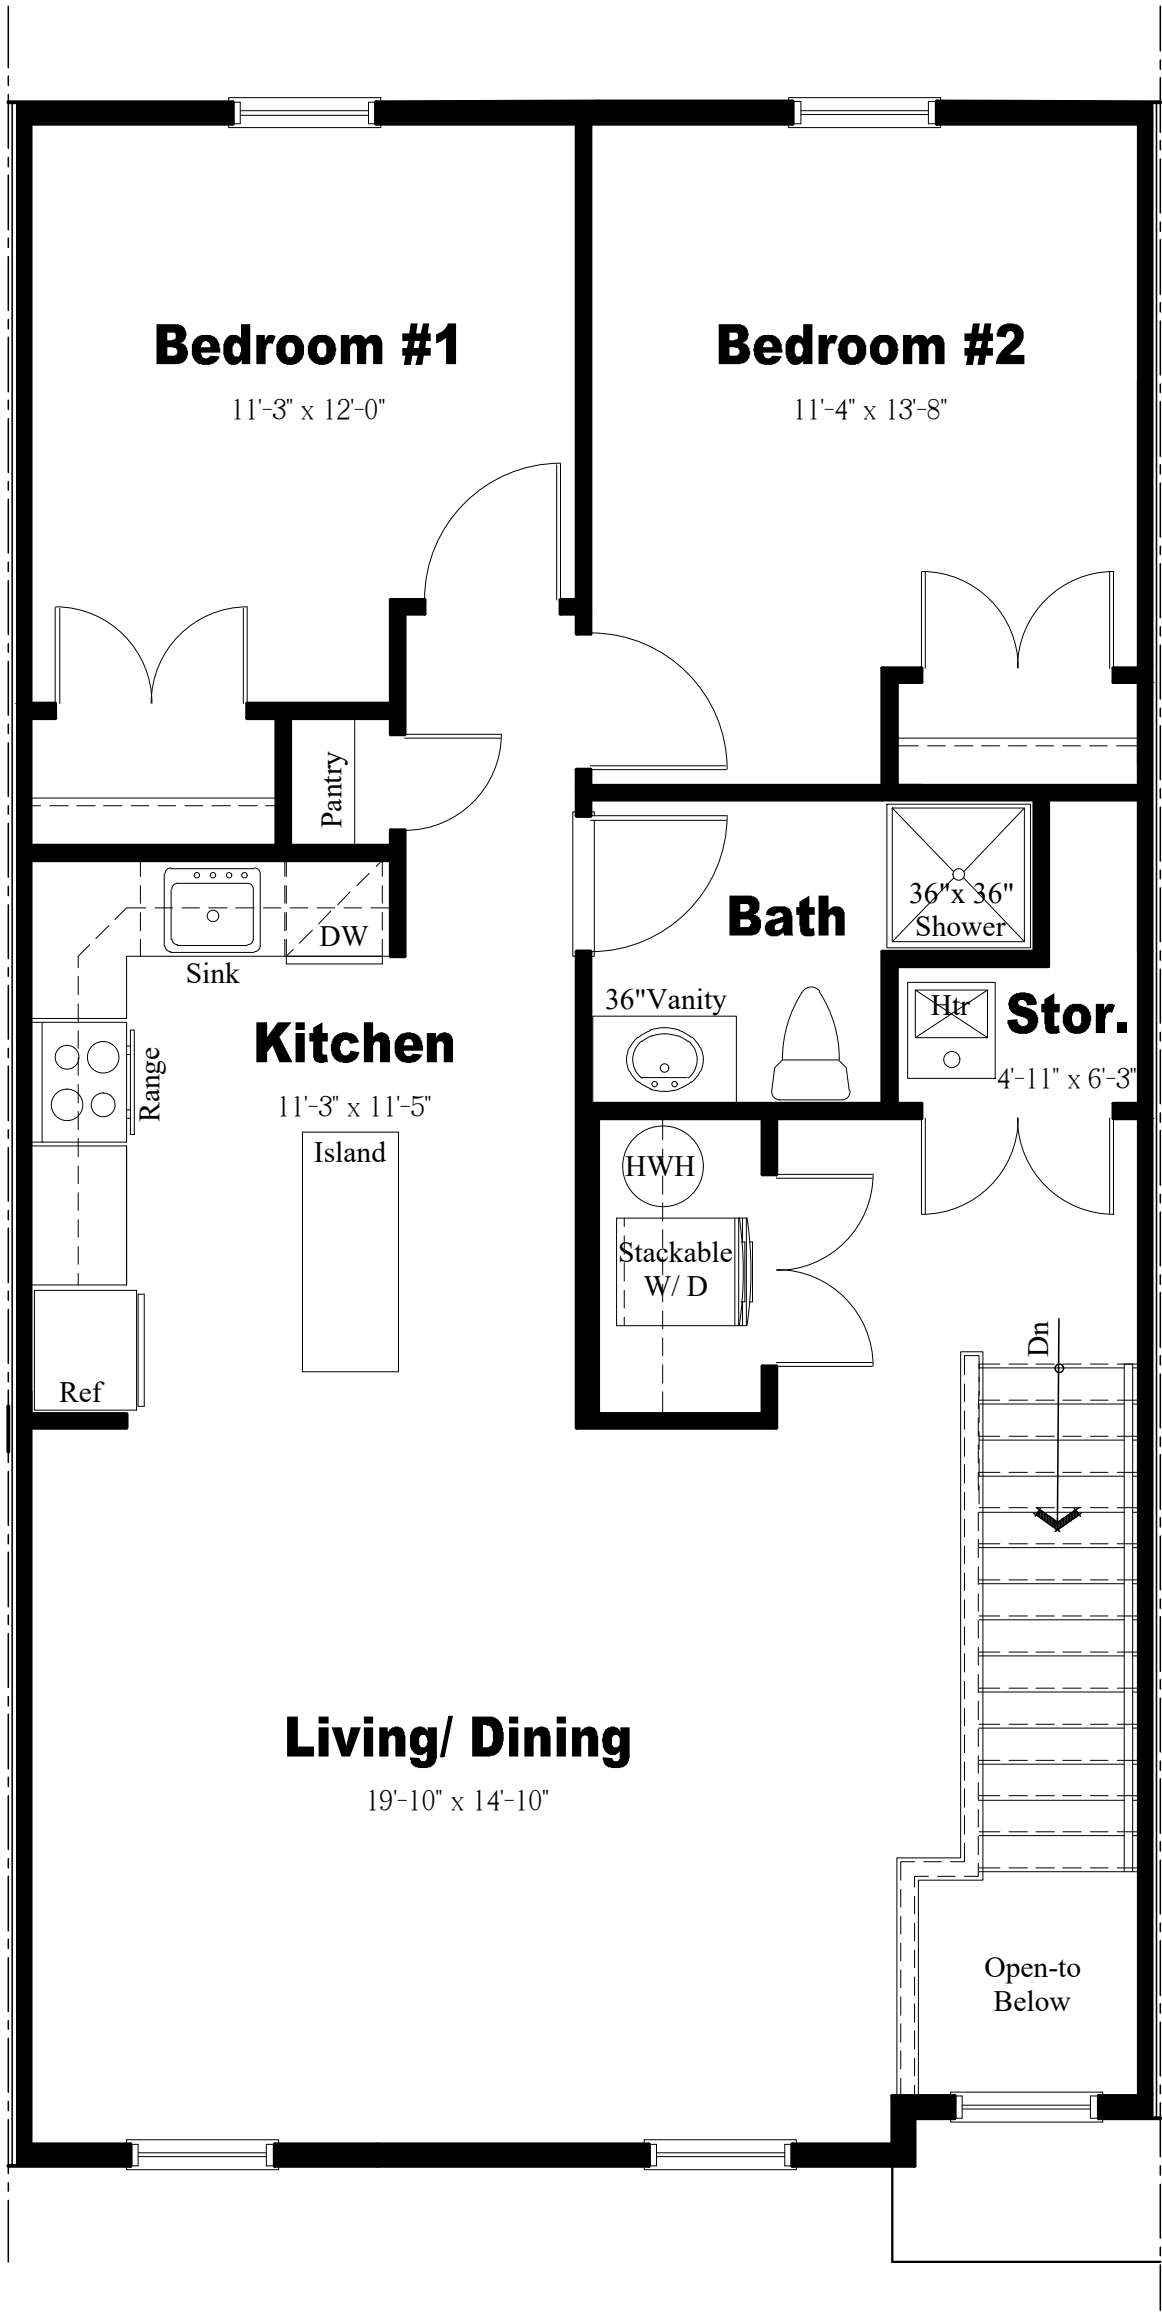 Bedroom #1
11'-3" x 12'-0"
Bedroom #2
11'-4" x 13'-8"
Pantry
DW
Sink
Bath
36"x 36"
Shower
36"Vanity
Htr
Stor.
4'-11" x 6'-3"
Kitchen
11'-3" x 11'-5"
Range
Island
HWH
Stackable
W/ D
Ref
Dn
Living/ Dining
19'-10" x 14'-10"
Open-to
Below